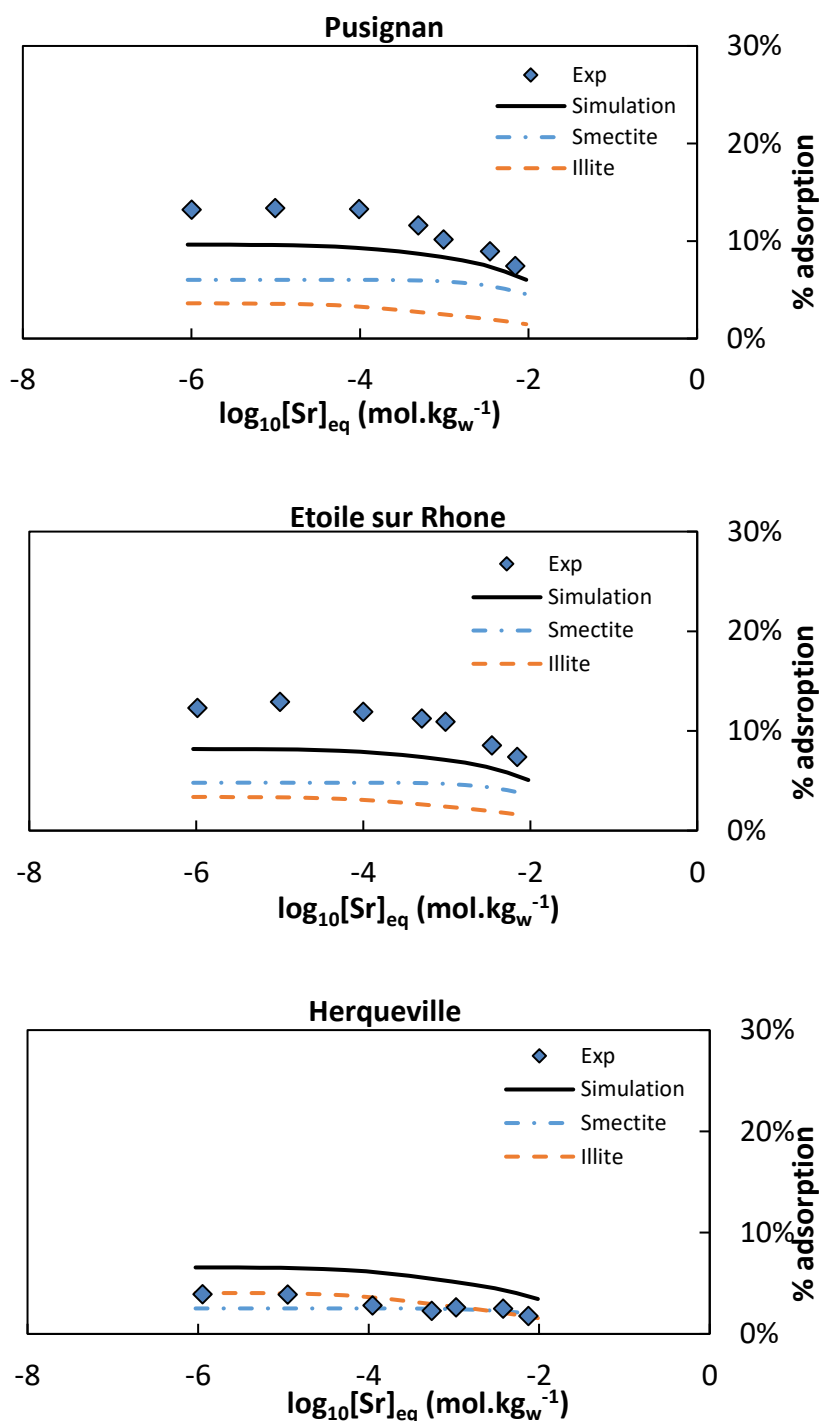 Pusignan
30%
Exp
Simulation
Smectite
Illite
20%
10%
0%
% adsorption
-8 -6 -4 -2 0
log₁₀[Sr]eq (mol.kgw⁻¹)
Etoile sur Rhone
30%
Exp
Simulation
Smectite
Illite
20%
10%
0%
% adsroption
-8 -6 -4 -2 0
log₁₀[Sr]eq (mol.kgw⁻¹)
Herqueville
30%
Exp
Simulation
Smectite
Illite
20%
10%
0%
% adsorption
-8 -6 -4 -2 0
log₁₀[Sr]eq (mol.kgw⁻¹)